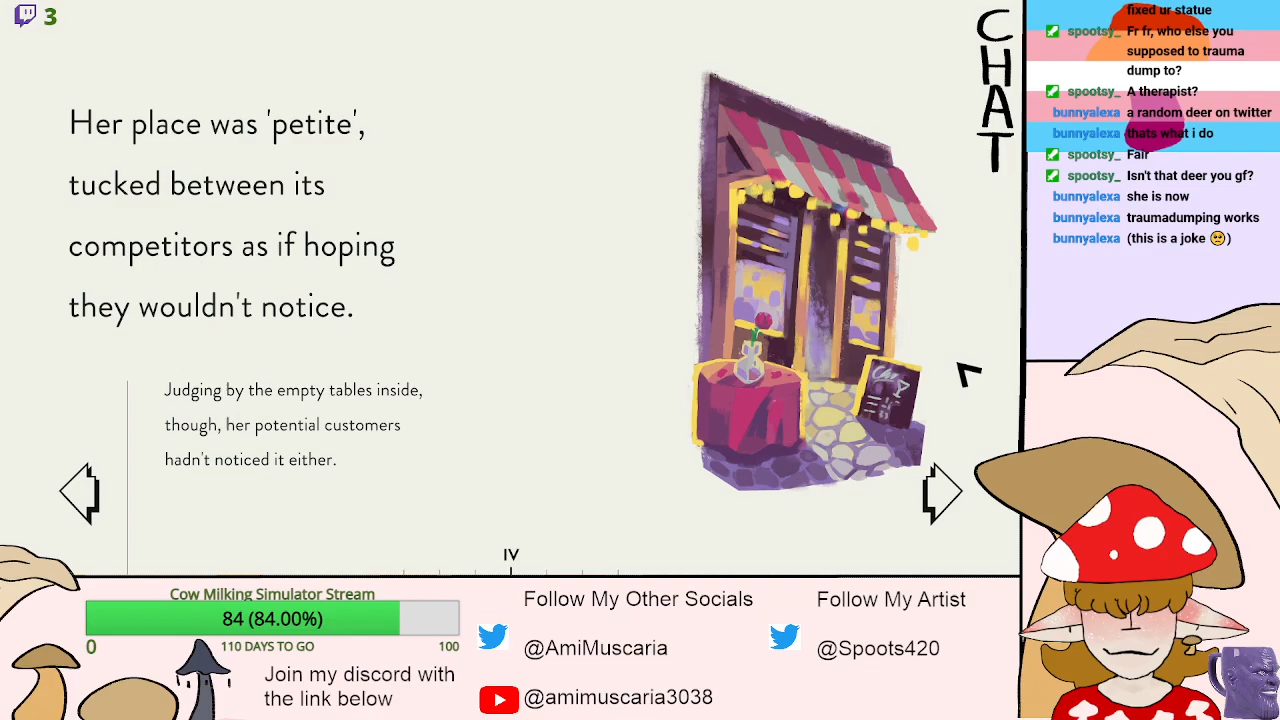 3
Her place was 'petite',
tucked between its
competitors as if hoping
they wouldn't notice.
Judging by the empty tables inside,
though, her potential customers
hadn't noticed it either.
IV
CHAT
fixed ur statue
spootsy_ Fr fr, who else you
supposed to trauma
dump to?
spootsy_ A therapist?
bunnyalexa a random deer on twitter
bunnyalexa thats what i do
spootsy_ Fair
spootsy_ Isn't that deer you gf?
bunnyalexa she is now
bunnyalexa traumadumping works
bunnyalexa (this is a joke 🥺)
Cow Milking Simulator Stream
84 (84.00%)
0 110 DAYS TO GO 100
Join my discord with
the link below
Follow My Other Socials
@AmiMuscaria
@amimuscaria3038
Follow My Artist
@Spoots420